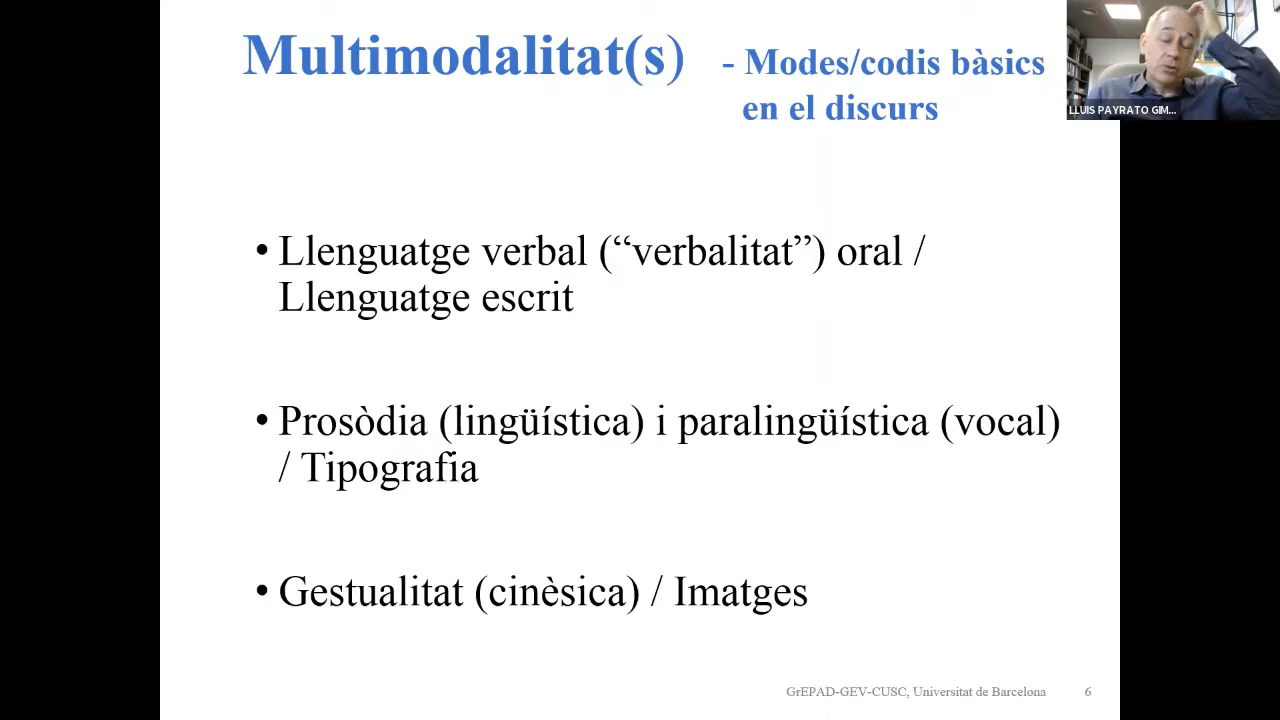 Multimodalitat(s) - Modes/codis bàsics
en el discurs
LLUIS PAYRATO GIM...
• Llenguatge verbal (“verbalitat”) oral /
Llenguatge escrit
• Prosòdia (lingüística) i paralingüística (vocal)
/ Tipografia
• Gestualitat (cinèsica) / Imatges
GrEPAD-GEV-CUSC, Universitat de Barcelona 6